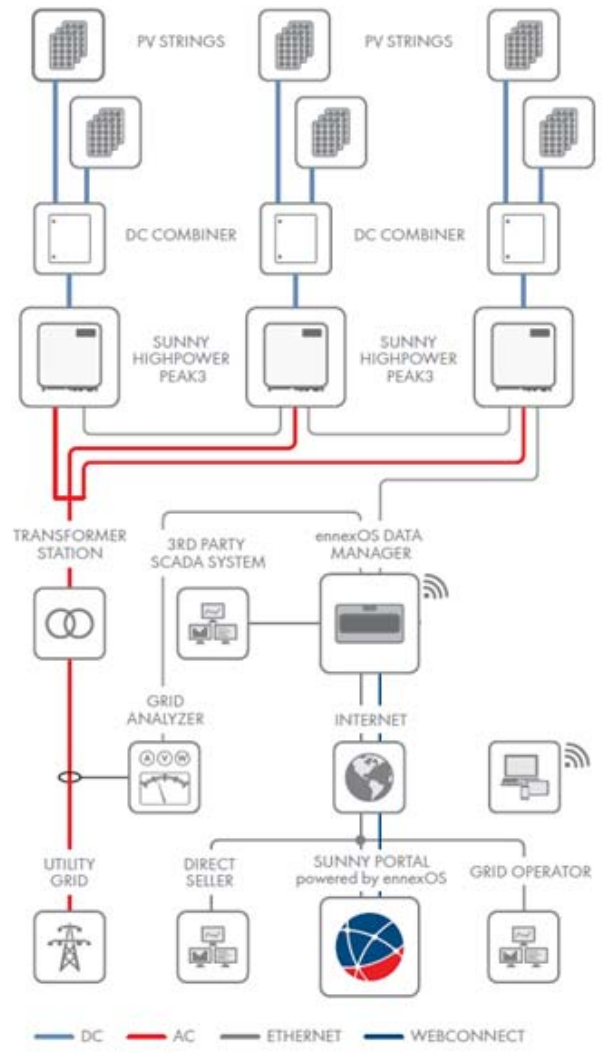 PV STRINGS
PV STRINGS
DC COMBINER
DC COMBINER
SUNNY
HIGHPOWER
PEAK3
SUNNY
HIGHPOWER
PEAK3
TRANSFORMER
STATION
3RD PARTY
SCADA SYSTEM
ennexOS DATA
MANAGER
GRID
ANALYZER
A V W
INTERNET
UTILITY
GRID
DIRECT
SELLER
SUNNY PORTAL
powered by ennexOS
GRID OPERATOR
DC
AC
ETHERNET
WEBCONNECT